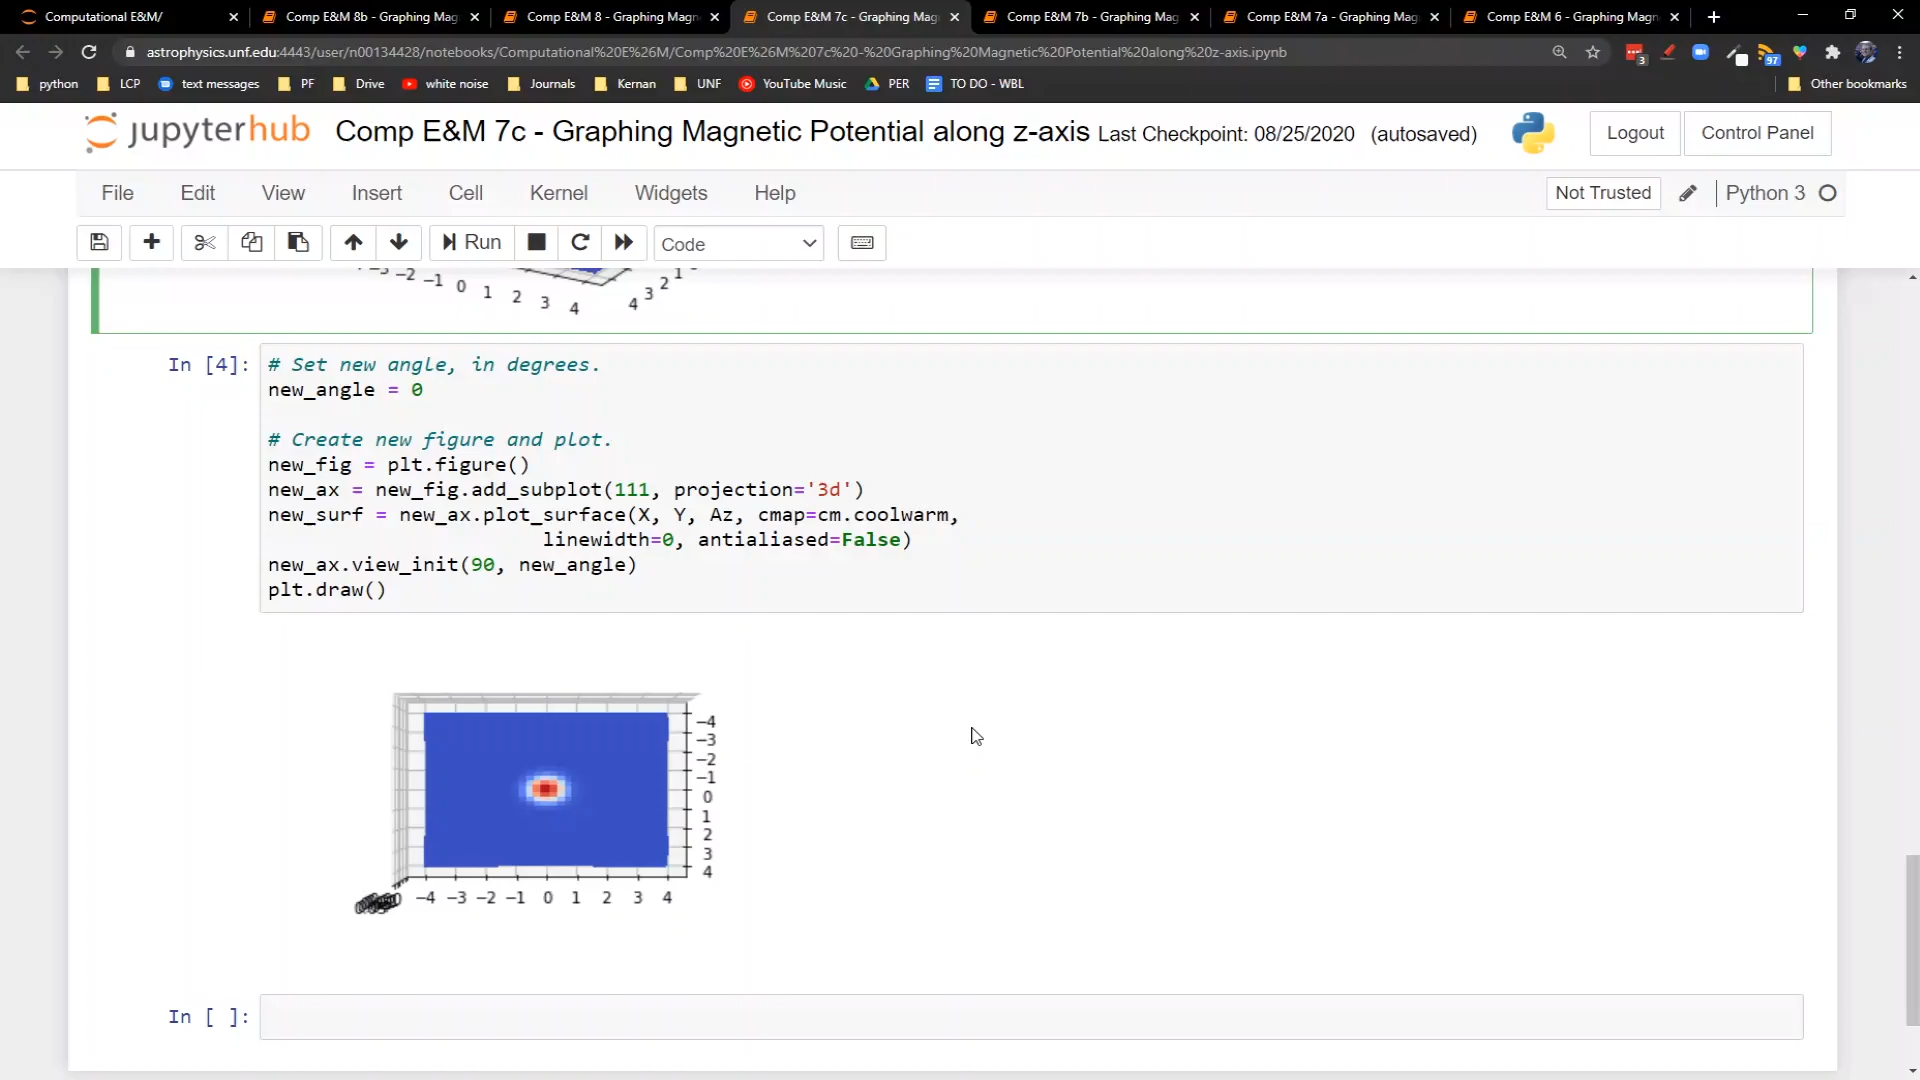 Computational E&M/
Comp E&M 8b - Graphing Mag
Comp E&M 8 - Graphing Magn
Comp E&M 7c - Graphing Mag
Comp E&M 7b - Graphing Mag
Comp E&M 7a - Graphing Mag
Comp E&M 6 - Graphing Magn
astrophysics.unf.edu:4443/user/n00134428/notebooks/Computational%20E%26M/Comp%20E%26M%207c%20-%20Graphing%20Magnetic%20Potential%20along%20z-axis.ipynb
3
97
python
LCP
text messages
PF
Drive
white noise
Journals
Kernan
UNF
YouTube Music
PER
TO DO - WBL
Other bookmarks
jupyterhub
Comp E&M 7c - Graphing Magnetic Potential along z-axis Last Checkpoint: 08/25/2020 (autosaved)
Logout
Control Panel
File
Edit
View
Insert
Cell
Kernel
Widgets
Help
Not Trusted
Python 3
Run
Code
−2 −1 0 1 2 3 4
4 3 2 1
In [4]:
# Set new angle, in degrees.
new_angle = 0
# Create new figure and plot.
new_fig = plt.figure()
new_ax = new_fig.add_subplot(111, projection='3d')
new_surf = new_ax.plot_surface(X, Y, Az, cmap=cm.coolwarm,
linewidth=0, antialiased=False)
new_ax.view_init(90, new_angle)
plt.draw()
−4
−3
−2
−1
0
1
2
3
4
−4 −3 −2 −1 0 1 2 3 4
In [ ]: